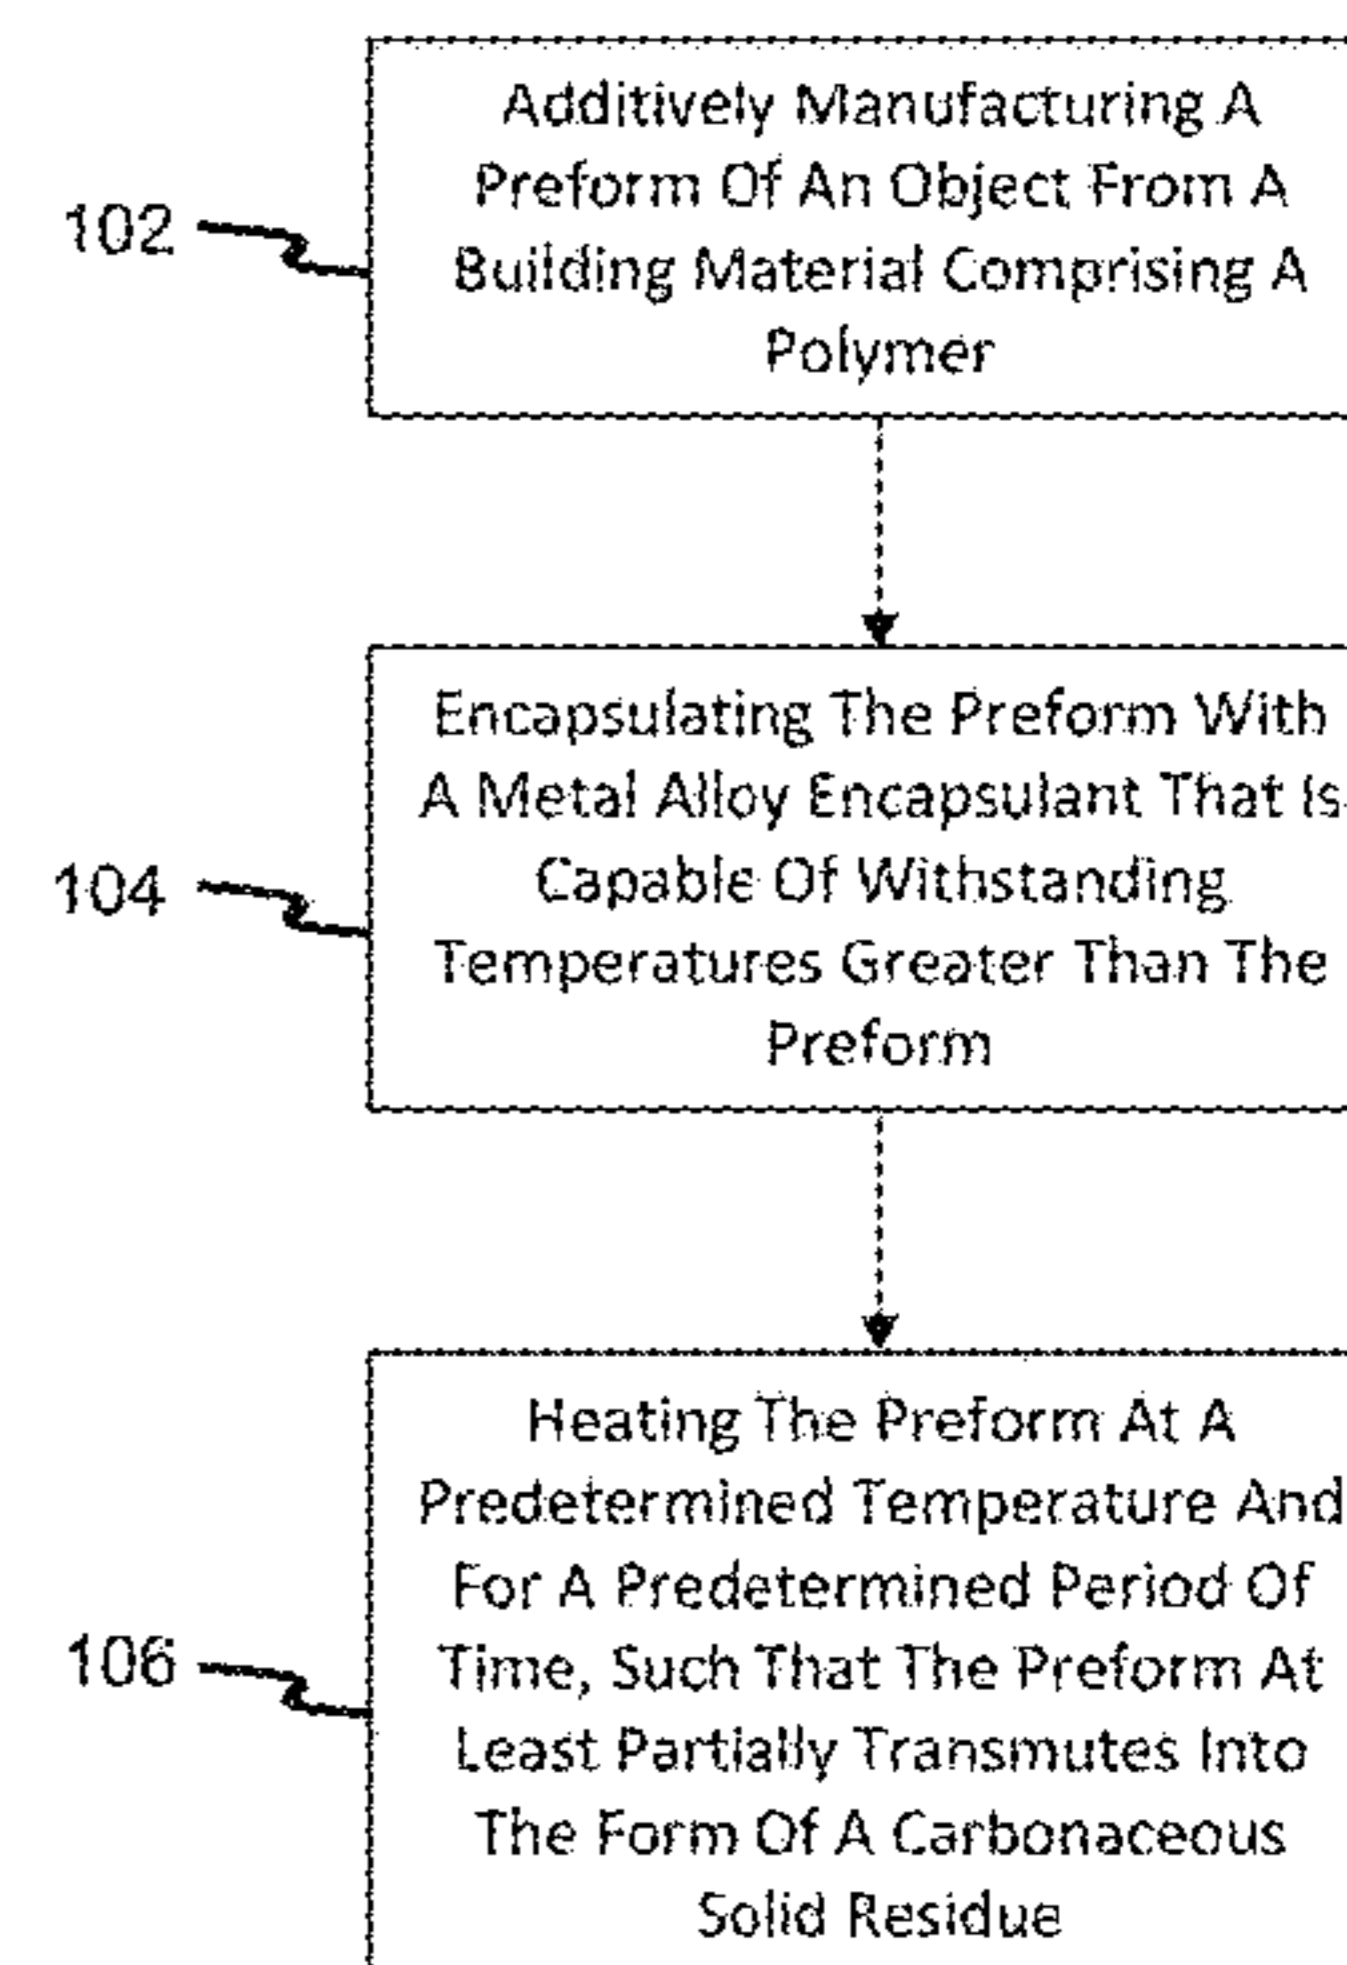 Additively Manufacturing A
Preform Of An Object From A
102
Building Material Comprising A
Polymer
Encapsulating The Preform With
A Metal Alloy Encapsulant That Is
104
Capable Of Withstanding
Temperatures Greater Than The
Preform
Heating The Preform At A
Predetermined Temperature And
For A Predetermined Period Of
106
Time, Such That The Preform At
Least Partially Transmutes Into
The Form Of A Carbonaceous
Solid Residue